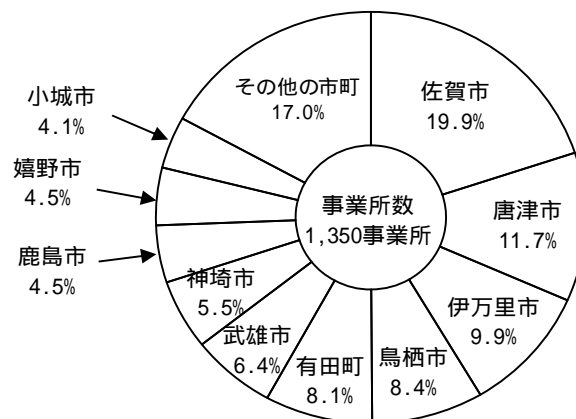 その他の市町
17.0%
佐賀市
19.9%
小城市
4.1%
嬉野市
4.5%
事業所数
1,350事業所
唐津市
11.7%
鹿島市
4.5%
神埼市
5.5%
伊万里市
9.9%
武雄市
6.4%
有田町
8.1%
鳥栖市
8.4%